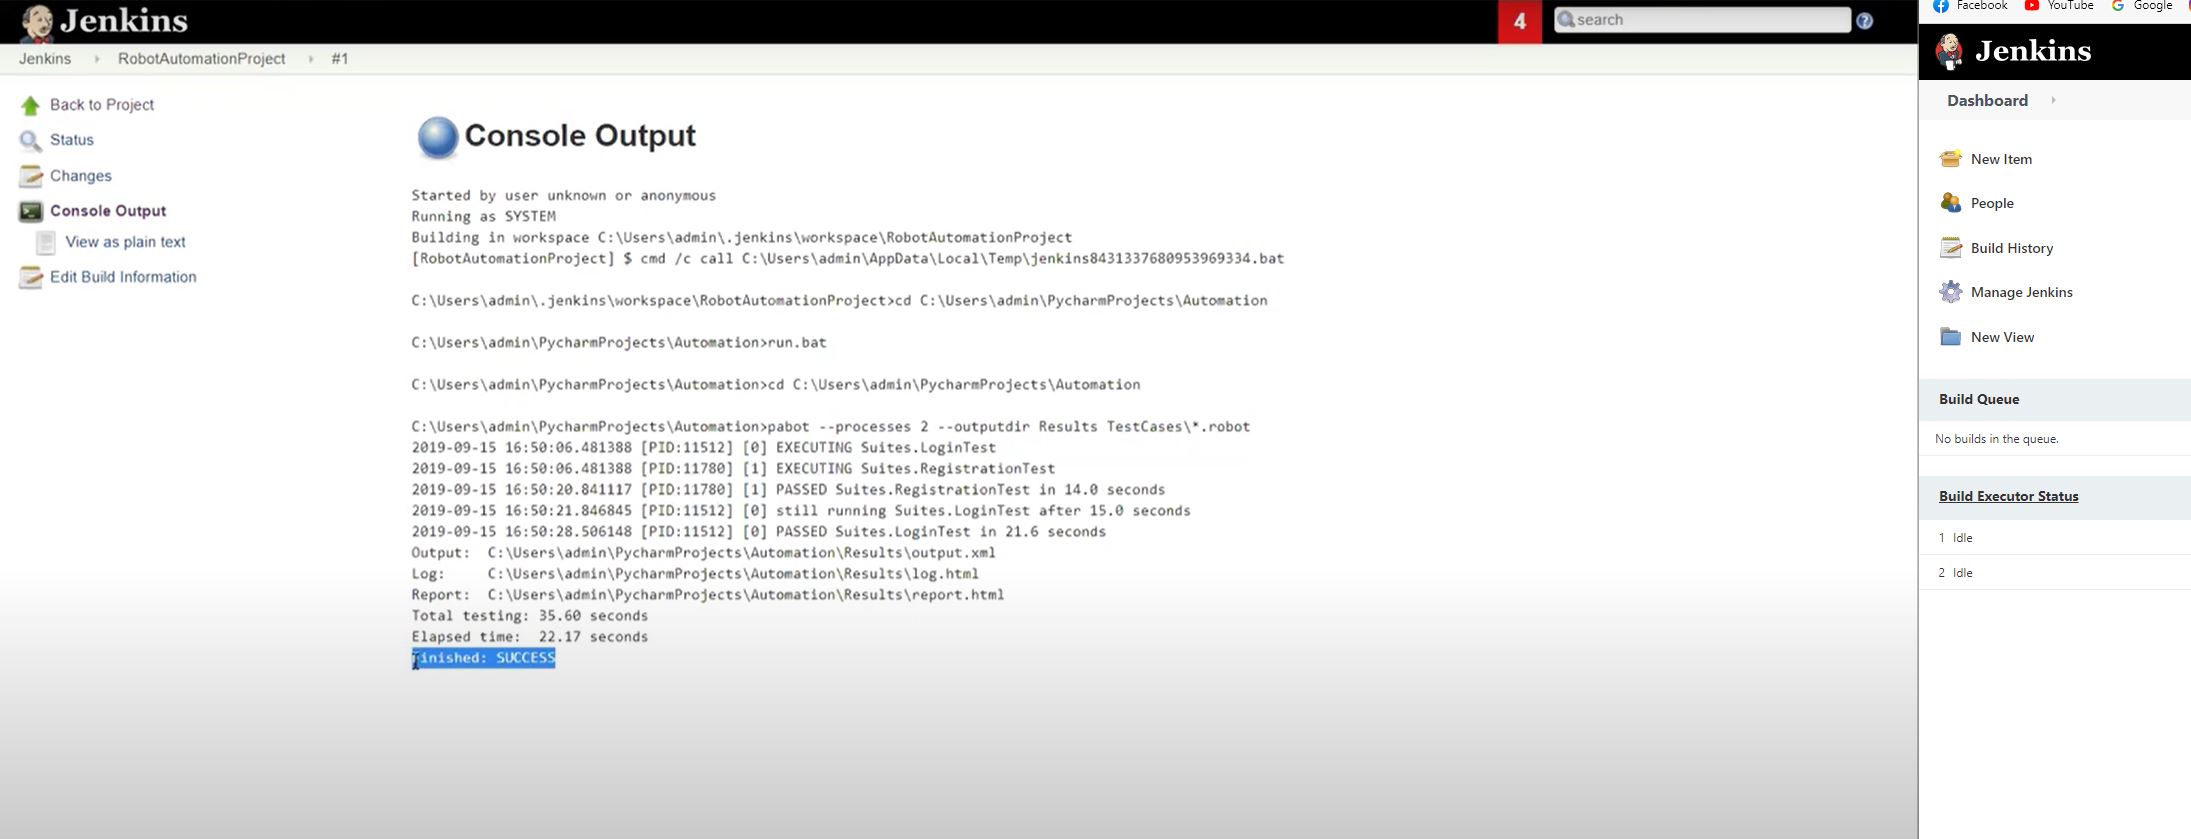 Jenkins
4
search
Jenkins
RobotAutomationProject
#1
Back to Project
Status
Changes
Console Output
View as plain text
Edit Build Information
Console Output
Started by user unknown or anonymous
Running as SYSTEM
Building in workspace C:\Users\admin\.jenkins\workspace\RobotAutomationProject
[RobotAutomationProject] $ cmd /c call C:\Users\admin\AppData\Local\Temp\jenkins8431337680953969334.bat
C:\Users\admin\.jenkins\workspace\RobotAutomationProject>cd C:\Users\admin\PycharmProjects\Automation
C:\Users\admin\PycharmProjects\Automation>run.bat
C:\Users\admin\PycharmProjects\Automation>cd C:\Users\admin\PycharmProjects\Automation
C:\Users\admin\PycharmProjects\Automation>pabot --processes 2 --outputdir Results TestCases\*.robot
2019-09-15 16:50:06.481388 [PID:11512] [0] EXECUTING Suites.LoginTest
2019-09-15 16:50:06.481388 [PID:11780] [1] EXECUTING Suites.RegistrationTest
2019-09-15 16:50:20.841117 [PID:11780] [1] PASSED Suites.RegistrationTest in 14.0 seconds
2019-09-15 16:50:21.846845 [PID:11512] [0] still running Suites.LoginTest after 15.0 seconds
2019-09-15 16:50:28.506148 [PID:11512] [0] PASSED Suites.LoginTest in 21.6 seconds
Output:  C:\Users\admin\PycharmProjects\Automation\Results\output.xml
Log:     C:\Users\admin\PycharmProjects\Automation\Results\log.html
Report:  C:\Users\admin\PycharmProjects\Automation\Results\report.html
Total testing: 35.60 seconds
Elapsed time:  22.17 seconds
Finished: SUCCESS
Facebook
YouTube
Google
Jenkins
Dashboard
New Item
People
Build History
Manage Jenkins
New View
Build Queue
No builds in the queue.
Build Executor Status
1 Idle
2 Idle